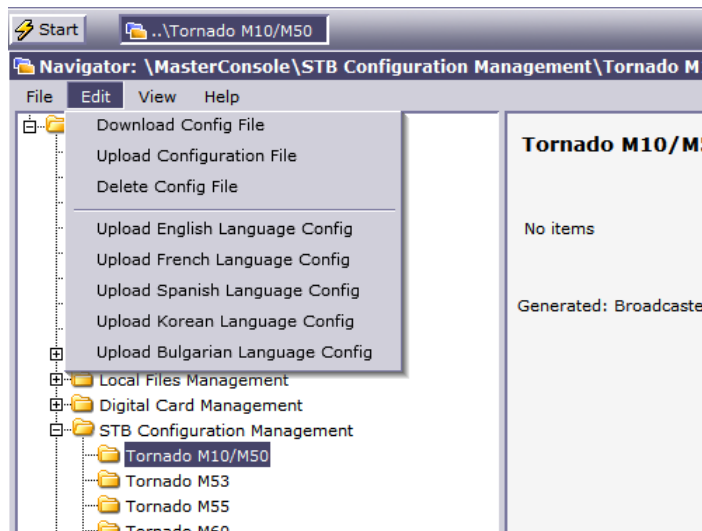 Start
..\Tornado M10/M50
Navigator: \MasterConsole\STB Configuration Management\Tornado M
File Edit View Help
Download Config File
Upload Configuration File
Delete Config File
Upload English Language Config
Upload French Language Config
Upload Spanish Language Config
Upload Korean Language Config
Upload Bulgarian Language Config
Local Files Management
Digital Card Management
STB Configuration Management
Tornado M10/M50
Tornado M53
Tornado M55
Tornado M60
Tornado M10/M5
No items
Generated: Broadcaste